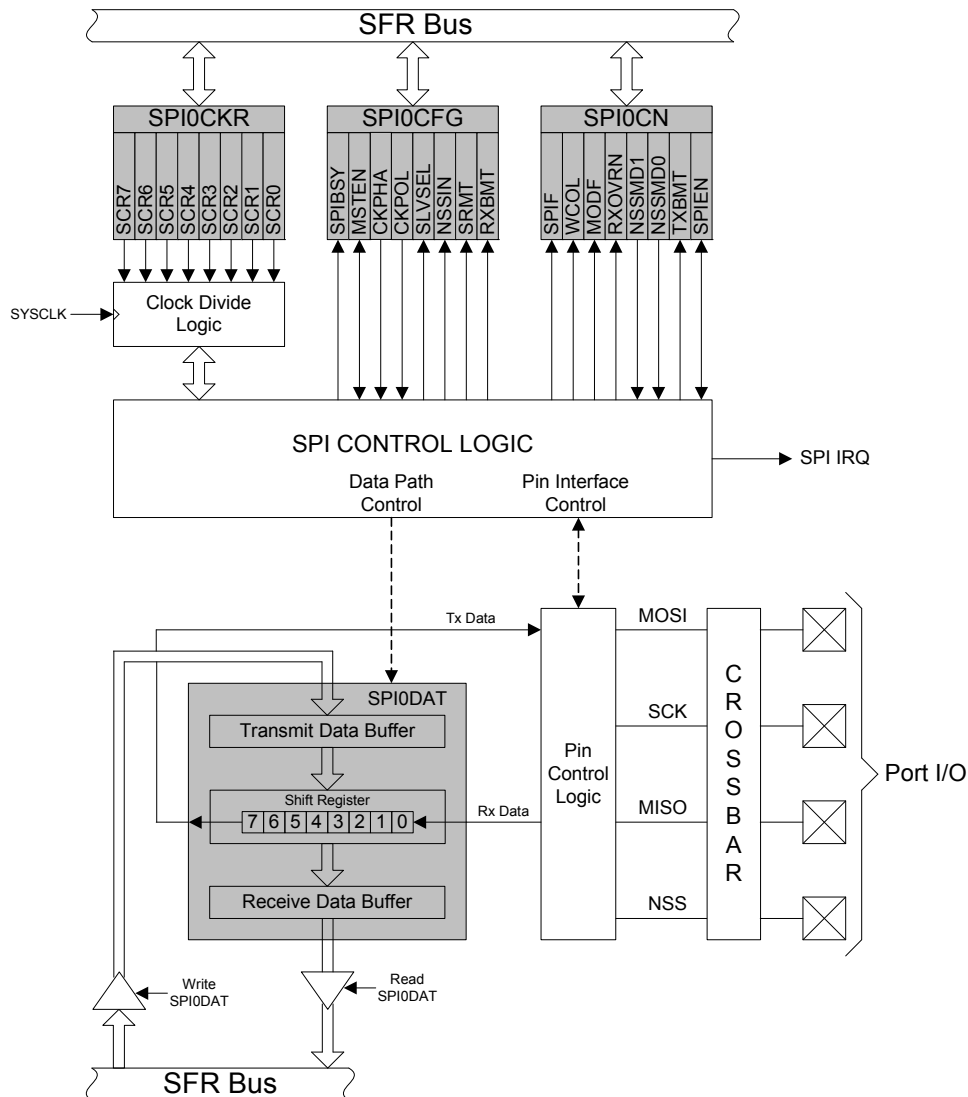 SFR Bus
SPI0CKR
SPI0CFG
SPI0CN
SCR7
SCR6
SCR5
SCR4
SCR3
SCR2
SCR1
SCR0
SPIBSY
MSTEN
CKPHA
CKPOL
SLVSEL
NSSIN
SRMT
RXBMT
SPIF
WCOL
MODF
RXOVRN
NSSMD1
NSSMD0
TXBMT
SPIEN
SYSCLK
Clock Divide
Logic
SPI CONTROL LOGIC
SPI IRQ
Data Path
Control
Pin Interface
Control
Tx Data
MOSI
SPI0DAT
Transmit Data Buffer
SCK
Pin
Control
Logic
CROSSBAR
Port I/O
Shift Register
7 6 5 4 3 2 1 0
Rx Data
MISO
Receive Data Buffer
NSS
Write
SPI0DAT
Read
SPI0DAT
SFR Bus